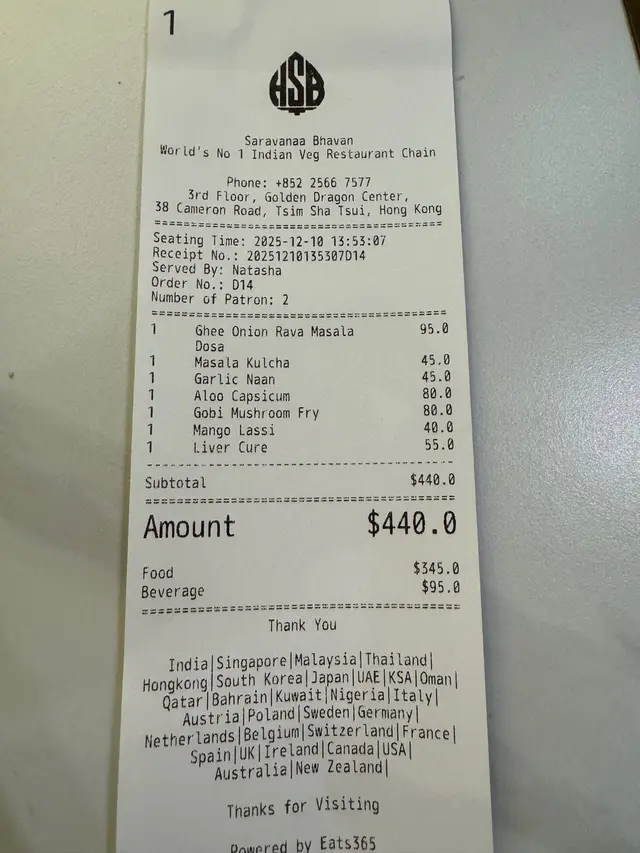 1
HSB
Saravanaa Bhavan
World's No 1 Indian Veg Restaurant Chain
Phone: +852 2566 7577
3rd Floor, Golden Dragon Center,
38 Cameron Road, Tsim Sha Tsui, Hong Kong
Seating Time: 2025-12-10 13:53:07
Receipt No.: 20251210135307D14
Served By: Natasha
Order No.: D14
Number of Patron: 2
1 Ghee Onion Rava Masala 95.0
Dosa
1 Masala Kulcha 45.0
1 Garlic Naan 45.0
1 Aloo Capsicum 80.0
1 Gobi Mushroom Fry 80.0
1 Mango Lassi 40.0
1 Liver Cure 55.0
Subtotal $440.0
Amount $440.0
Food $345.0
Beverage $95.0
Thank You
India|Singapore|Malaysia|Thailand|
Hongkong|South Korea|Japan|UAE|KSA|Oman|
Qatar|Bahrain|Kuwait|Nigeria|Italy|
Austria|Poland|Sweden|Germany|
Netherlands|Belgium|Switzerland|France|
Spain|UK|Ireland|Canada|USA|
Australia|New Zealand|
Thanks for Visiting
Powered by Eats365